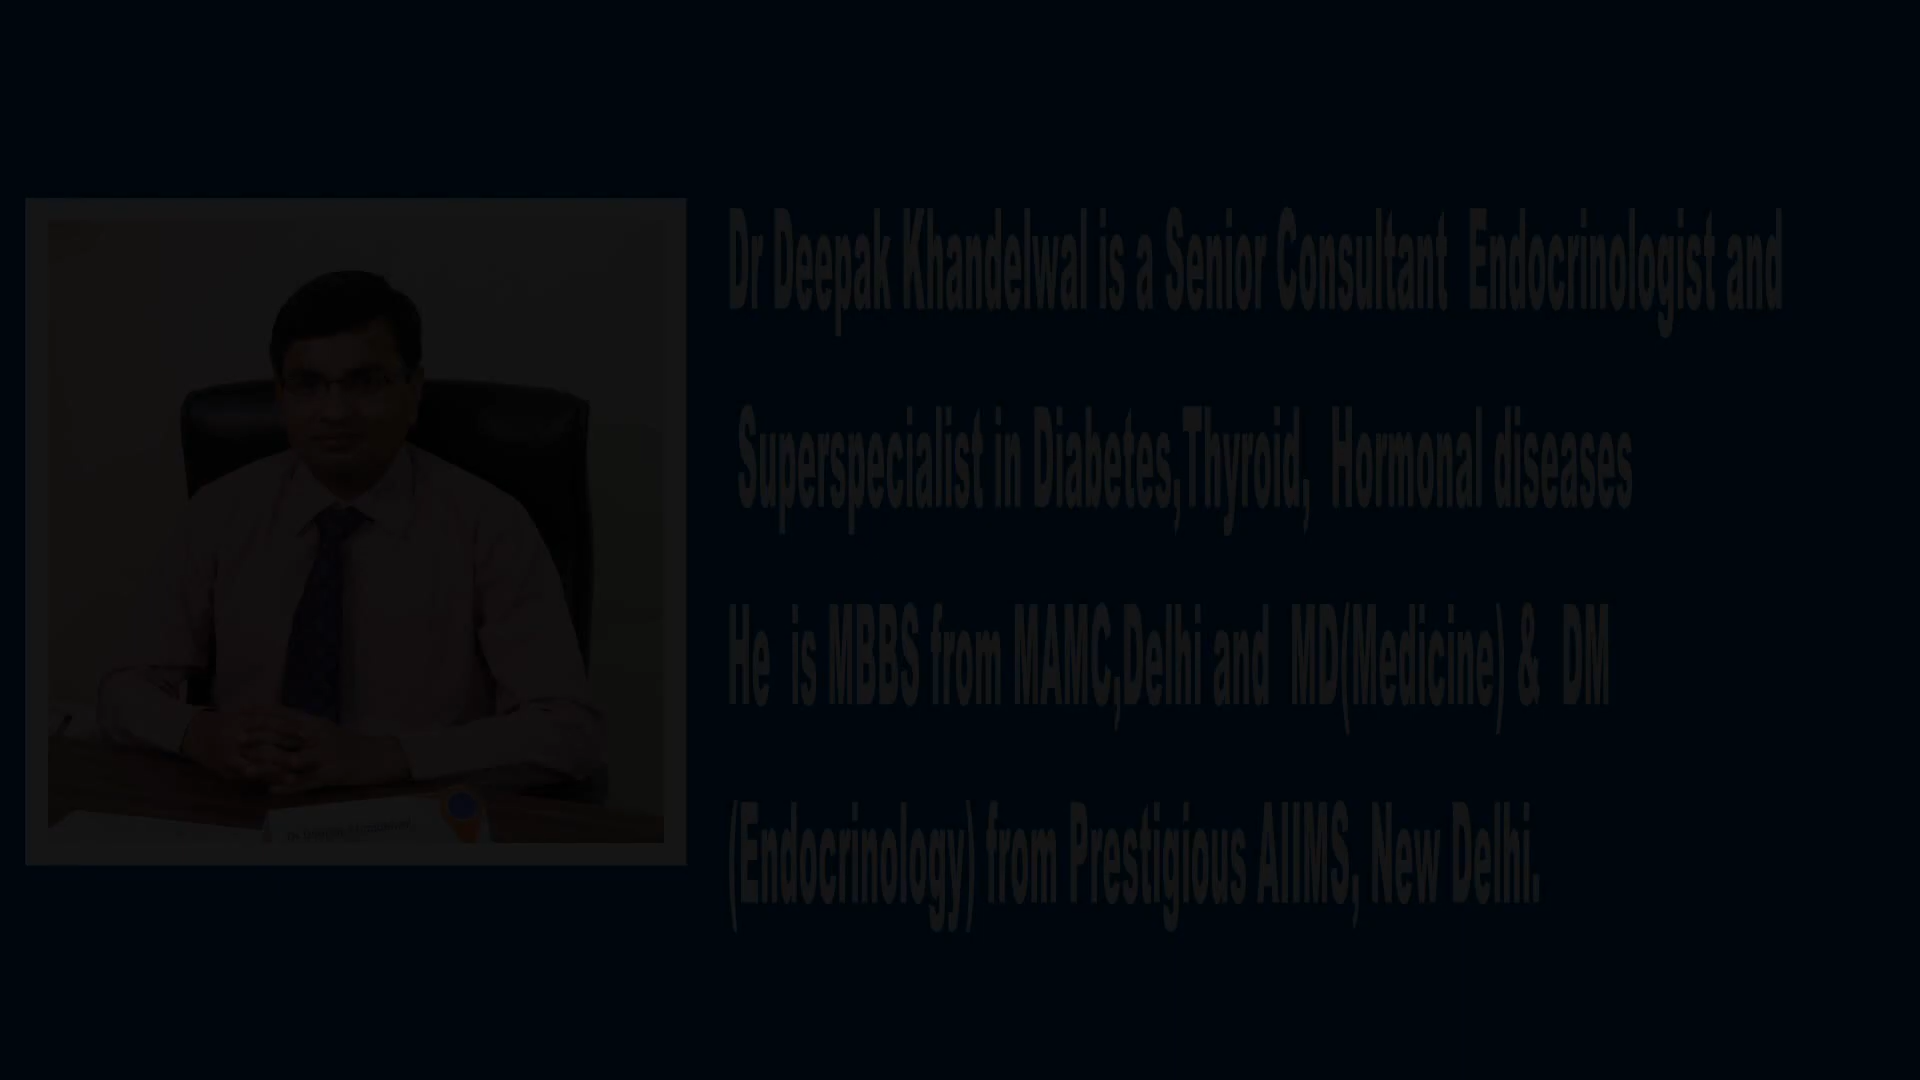 Dr Deepak Khandelwal is a Senior Consultant Endocrinologist and
Superspecialist in Diabetes,Thyroid, Hormonal diseases
He is MBBS from MAMC,Delhi and MD(Medicine) & DM
(Endocrinology) from Prestigious AIIMS, New Delhi.